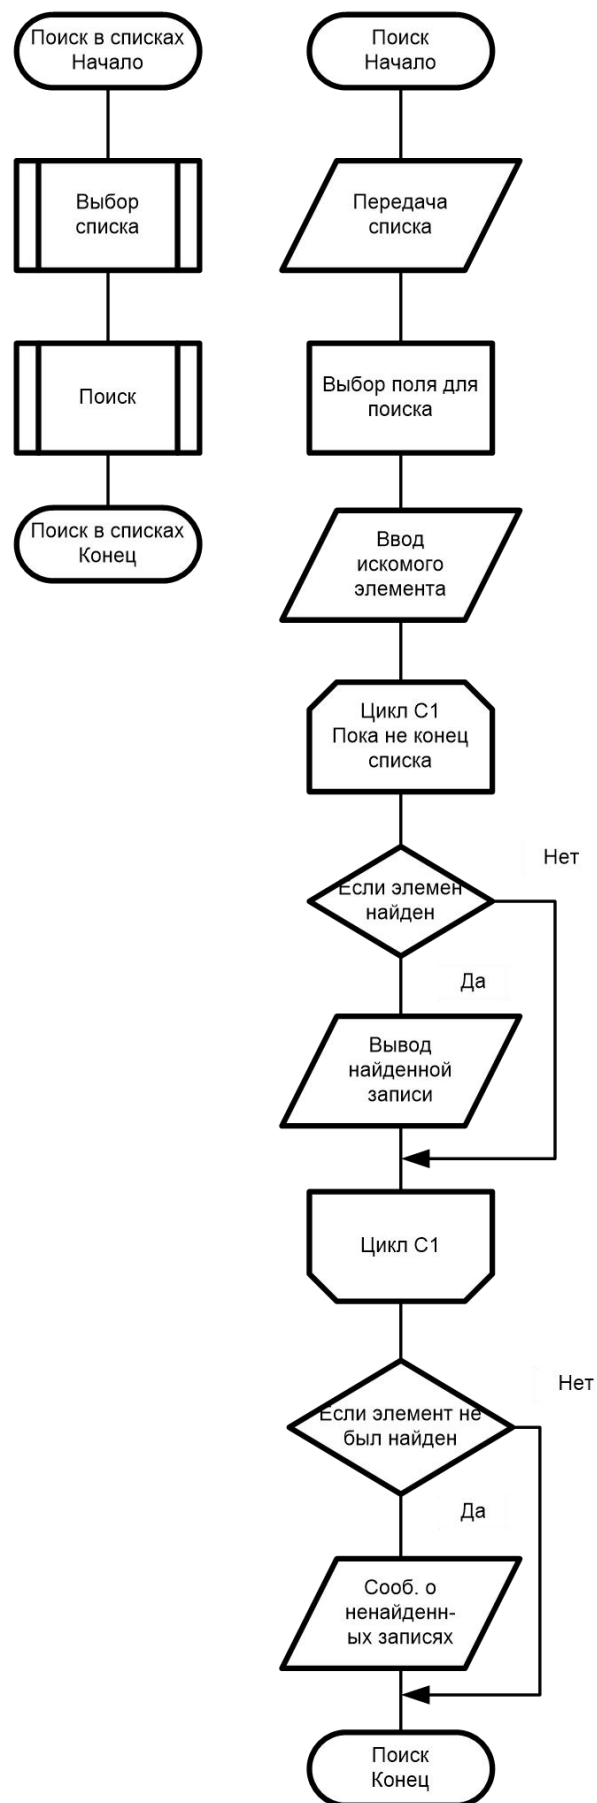 Поиск в списках
Начало
Выбор
списка
Поиск
Поиск в списках
Конец
Поиск
Начало
Передача
списка
Выбор поля для
поиска
Ввод
искомого
элемента
Цикл С1
Пока не конец
списка
Если элемен
найден
Нет
Да
Вывод
найденной
записи
Цикл С1
Если элемент не
был найден
Нет
Да
Сооб. о
ненайденн-
ых записях
Поиск
Конец